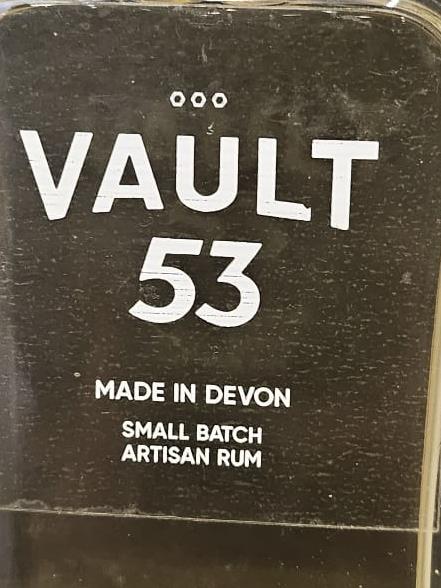 VAULT
53
MADE IN DEVON
SMALL BATCH
ARTISAN RUM